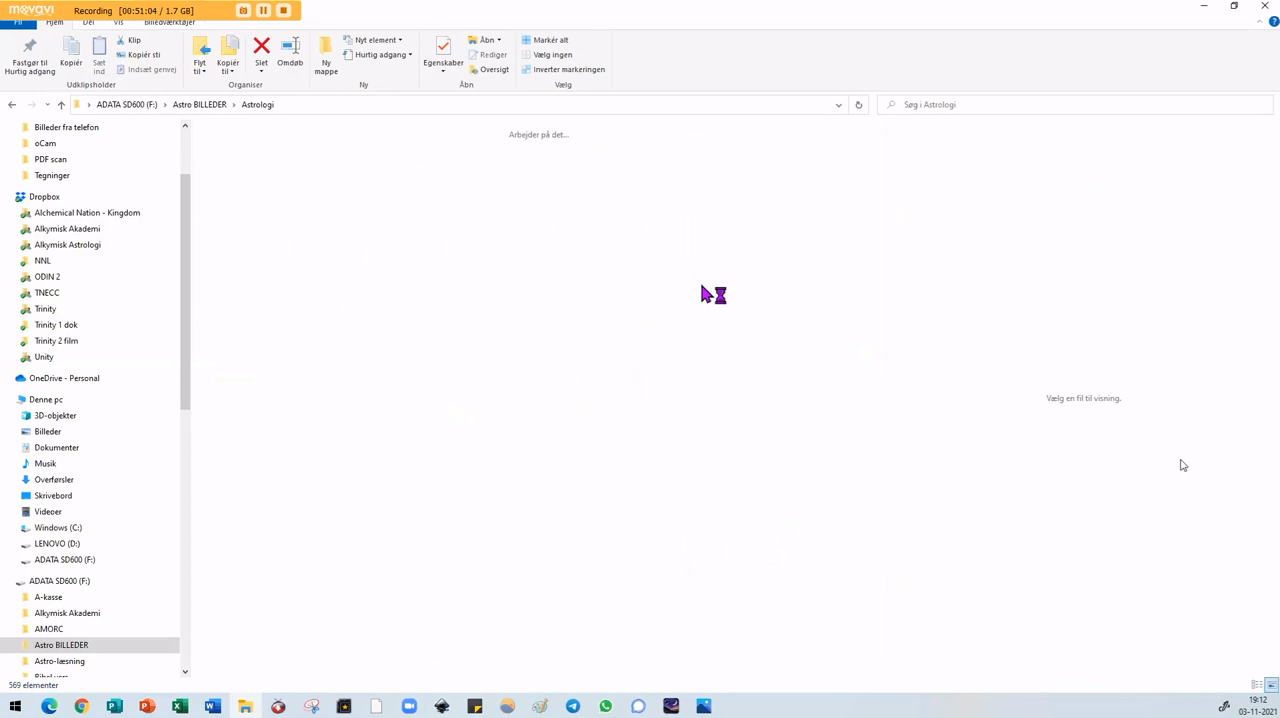 movavi Recording [00:51:04 / 1.7 GB]
Fil Hjem Del Vis Billedværktøjer
Fastgør til Hurtig adgang
Kopiér
Sæt ind
Klip
Kopiér sti
Indsæt genvej
Udklipsholder
Flyt til
Kopiér til
Slet
Omdøb
Organiser
Ny mappe
Nyt element
Hurtig adgang
Ny
Egenskaber
Åbn
Rediger
Oversigt
Åbn
Markér alt
Vælg ingen
Inverter markeringen
Vælg
ADATA SD600 (F:) > Astro BILLEDER > Astrologi
Søg i Astrologi
Billeder fra telefon
oCam
PDF scan
Tegninger
Dropbox
Alchemical Nation - Kingdom
Alkymisk Akademi
Alkymisk Astrologi
NNL
ODIN 2
TNECC
Trinity
Trinity 1 dok
Trinity 2 film
Unity
OneDrive - Personal
Denne pc
3D-objekter
Billeder
Dokumenter
Musik
Overførsler
Skrivebord
Videoer
Windows (C:)
LENOVO (D:)
ADATA SD600 (F:)
ADATA SD600 (F:)
A-kasse
Alkymisk Akademi
AMORC
Astro BILLEDER
Astro-læsning
Arbejder på det...
Vælg en fil til visning.
569 elementer
19:12
03-11-2021